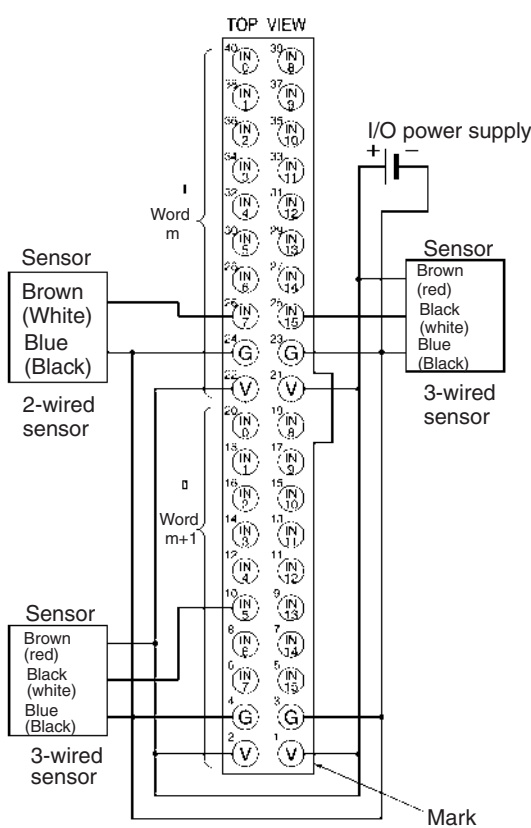 TOP VIEW
40 IN 0 39 IN 8
38 IN 1 37 IN 9
36 IN 2 35 IN 10
34 IN 3 33 IN 11
32 IN 4 31 IN 12
30 IN 5 29 IN 13
28 IN 6 27 IN 14
26 IN 7 25 IN 15
24 G 23 G
22 V 21 V
20 IN 0 19 IN 8
18 IN 1 17 IN 9
16 IN 2 15 IN 10
14 IN 3 13 IN 11
12 IN 4 11 IN 12
10 IN 5 9 IN 13
8 IN 6 7 IN 14
6 IN 7 5 IN 15
4 G 3 G
2 V 1 V
Word
m
Word
m+1
I/O power supply
+ −
Sensor
Brown
(White)
Blue
(Black)
2-wired
sensor
Sensor
Brown
(red)
Black
(white)
Blue
(Black)
3-wired
sensor
Sensor
Brown
(red)
Black
(white)
Blue
(Black)
3-wired
sensor
Mark